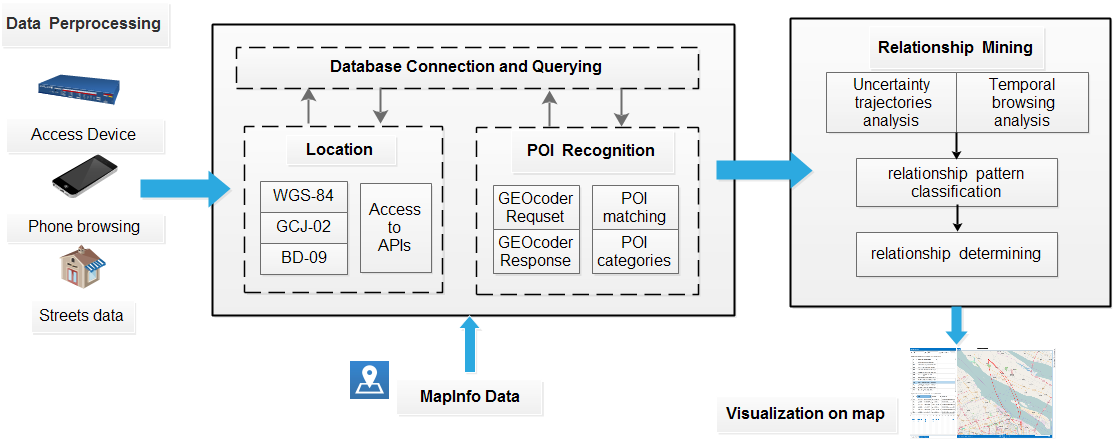 Data Perprocessing
Access Device
Phone browsing
Streets data
Database Connection and Querying
Location
WGS-84
GCJ-02
BD-09
Access
to
APIs
POI Recognition
GEOcoder
Requset
GEOcoder
Response
POI
matching
POI
categories
MapInfo Data
Relationship Mining
Uncertainty
trajectories
analysis
Temporal
browsing
analysis
relationship pattern
classification
relationship determining
Visualization on map